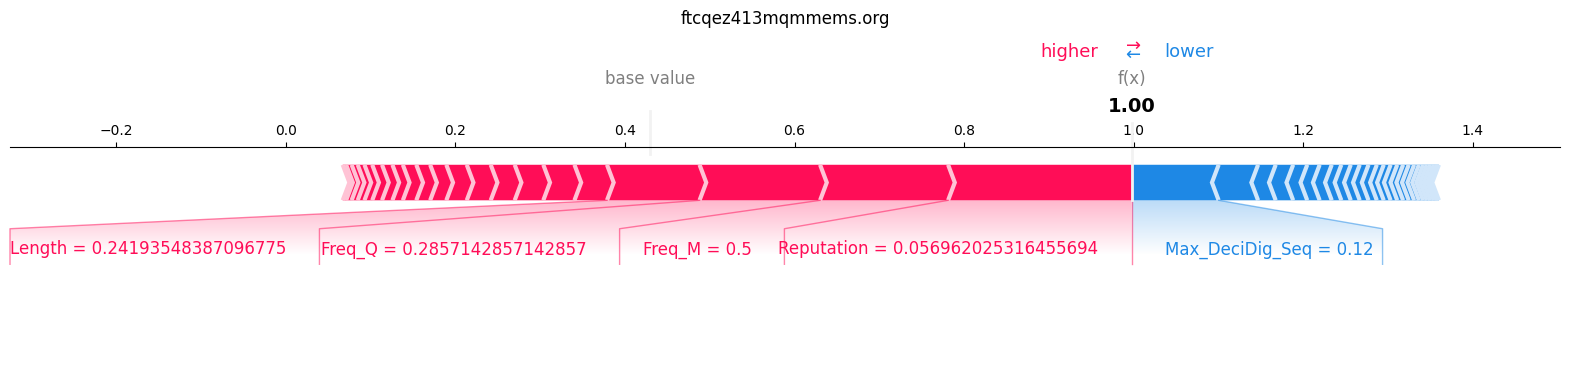 ftcqez413mqmmems.org
higher → ← lower
base value f(x)
1.00
−0.2 0.0 0.2 0.4 0.6 0.8 1.0 1.2 1.4
Length = 0.24193548387096775 Freq_Q = 0.2857142857142857 Freq_M = 0.5 Reputation = 0.056962025316455694 Max_DeciDig_Seq = 0.12